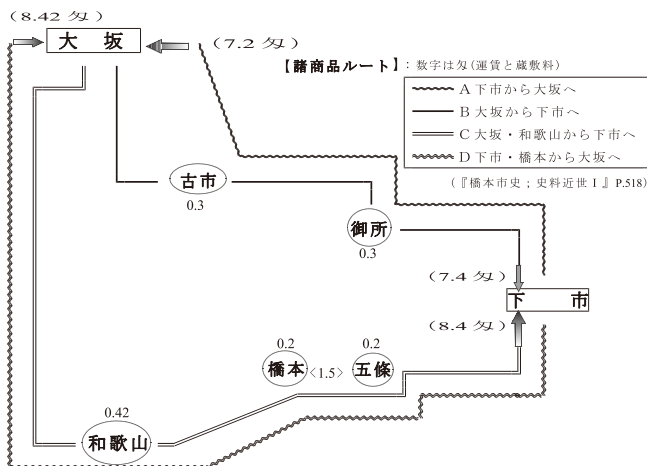 (8.42 匁)
大 坂
(7.2 匁)
【諸商品ルート】: 数字は匁(運賃と蔵敷料)
A 下市から大坂へ
B 大坂から下市へ
C 大坂・和歌山から下市へ
D 下市・橋本から大坂へ
(『橋本市史；史料近世Ⅰ』P.518)
古市
0.3
御所
0.3
(7.4 匁)
下 市
(8.4 匁)
0.2
0.2
橋本
<1.5>
五條
0.42
和歌山